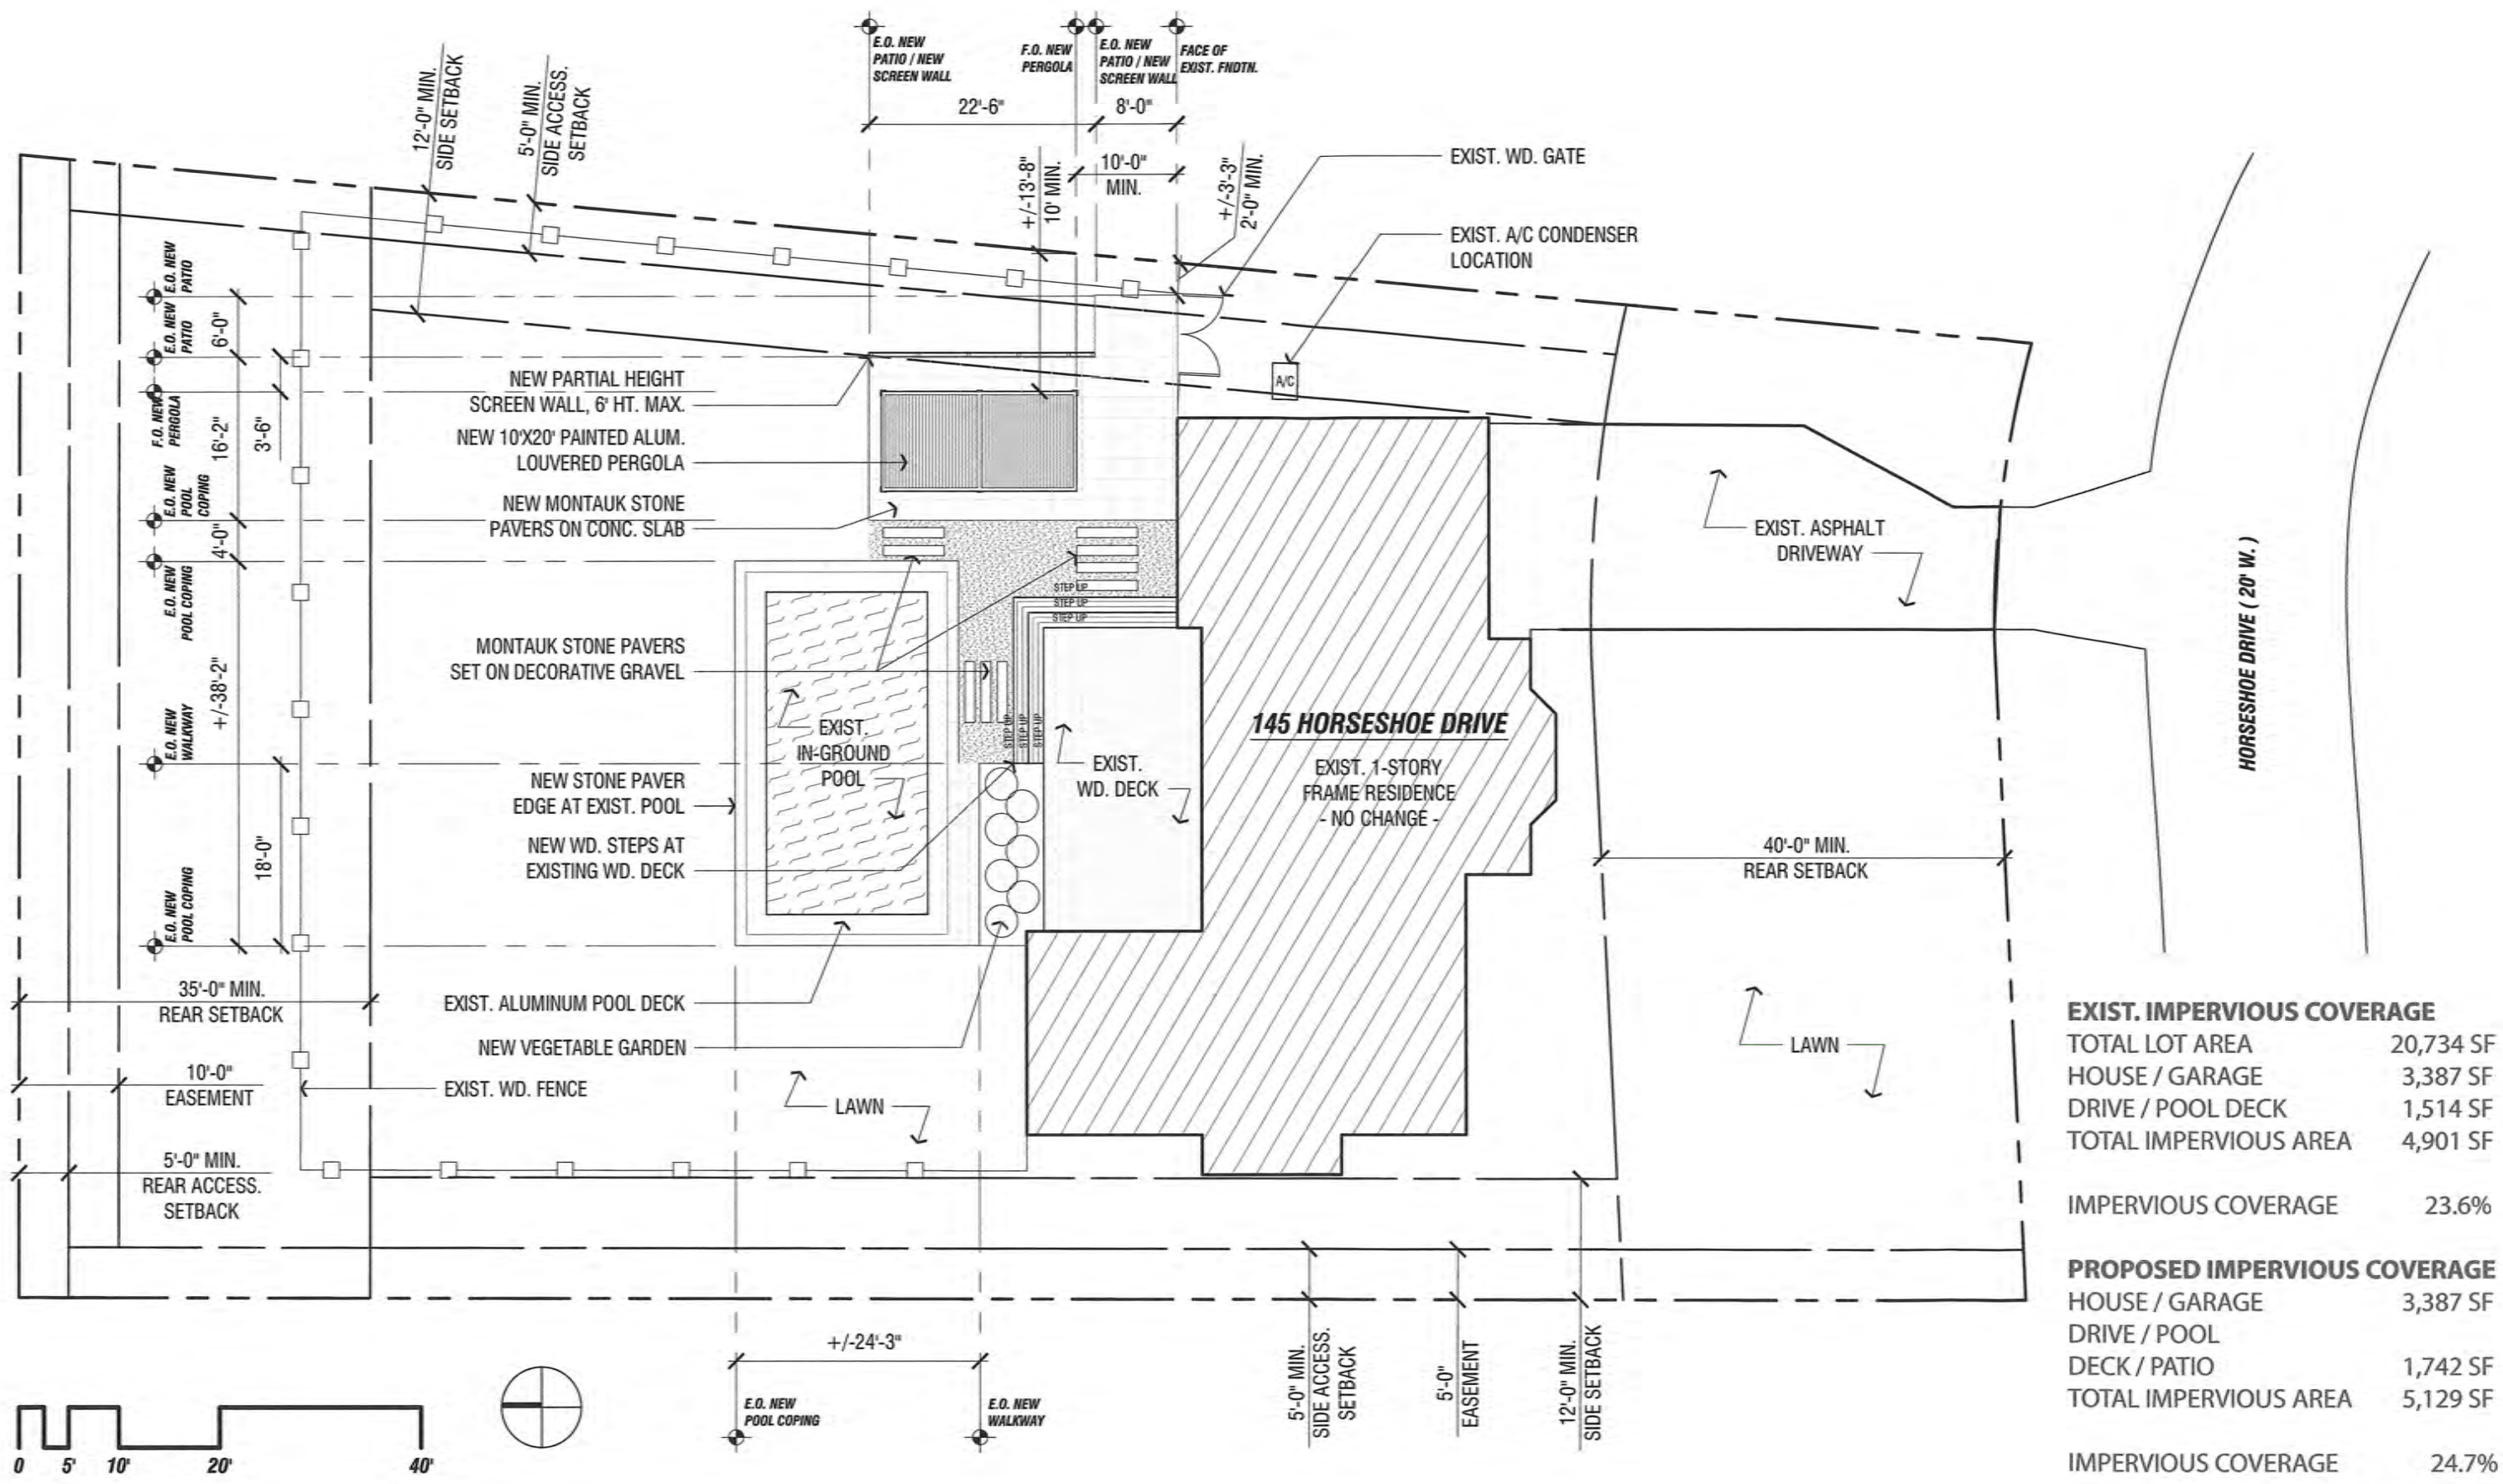 E.O. NEW
PATIO / NEW
SCREEN WALL
F.O. NEW
PERGOLA
E.O. NEW
PATIO / NEW
SCREEN WALL
FACE OF
EXIST. FNDTN.
12'-0" MIN.
SIDE SETBACK
5'-0" MIN.
SIDE ACCESS.
SETBACK
22'-6"
8'-0"
+/-13'-8"
10' MIN.
10'-0"
MIN.
+/-3'-3"
2'-0" MIN.
EXIST. WD. GATE
EXIST. A/C CONDENSER
LOCATION
A/C
E.O. NEW
PATIO
E.O. NEW
PATIO
F.O. NEW
PERGOLA
E.O. NEW
POOL
COPING
E.O. NEW
POOL COPING
E.O. NEW
WALKWAY
E.O. NEW
POOL COPING
6'-0"
16'-2"
3'-6"
4'-0"
+/-38'-2"
18'-0"
NEW PARTIAL HEIGHT
SCREEN WALL, 6' HT. MAX.
NEW 10'X20' PAINTED ALUM.
LOUVERED PERGOLA
NEW MONTAUK STONE
PAVERS ON CONC. SLAB
MONTAUK STONE PAVERS
SET ON DECORATIVE GRAVEL
NEW STONE PAVER
EDGE AT EXIST. POOL
NEW WD. STEPS AT
EXISTING WD. DECK
EXIST. ALUMINUM POOL DECK
NEW VEGETABLE GARDEN
EXIST. WD. FENCE
STEP UP
STEP UP
STEP UP
STEP UP
STEP UP
STEP UP
EXIST.
IN-GROUND
POOL
EXIST.
WD. DECK
145 HORSESHOE DRIVE
EXIST. 1-STORY
FRAME RESIDENCE
- NO CHANGE -
EXIST. ASPHALT
DRIVEWAY
HORSESHOE DRIVE ( 20' W. )
40'-0" MIN.
REAR SETBACK
LAWN
LAWN
35'-0" MIN.
REAR SETBACK
10'-0"
EASEMENT
5'-0" MIN.
REAR ACCESS.
SETBACK
+/-24'-3"
E.O. NEW
POOL COPING
E.O. NEW
WALKWAY
5'-0" MIN.
SIDE ACCESS.
SETBACK
5'-0"
EASEMENT
12'-0" MIN.
SIDE SETBACK
0 5' 10' 20' 40'
EXIST. IMPERVIOUS COVERAGE
TOTAL LOT AREA 20,734 SF
HOUSE / GARAGE 3,387 SF
DRIVE / POOL DECK 1,514 SF
TOTAL IMPERVIOUS AREA 4,901 SF
IMPERVIOUS COVERAGE 23.6%
PROPOSED IMPERVIOUS COVERAGE
HOUSE / GARAGE 3,387 SF
DRIVE / POOL
DECK / PATIO 1,742 SF
TOTAL IMPERVIOUS AREA 5,129 SF
IMPERVIOUS COVERAGE 24.7%